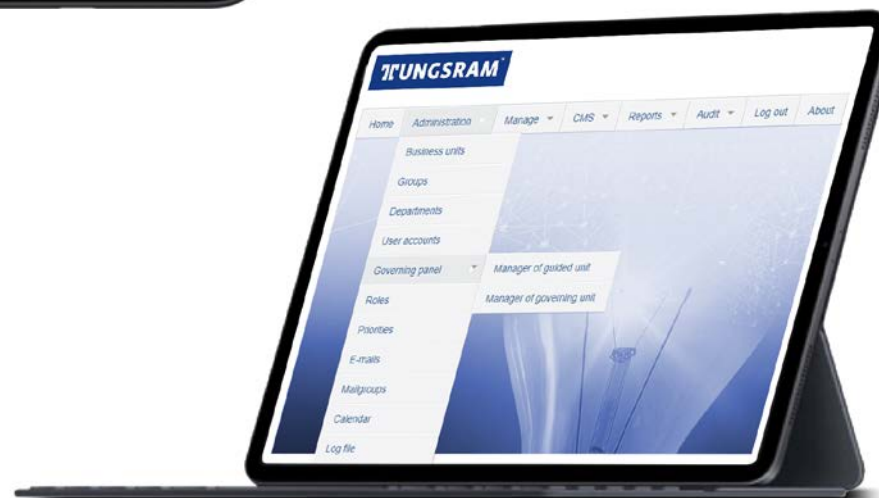 TUNGSRAM
Home Administration Manage CMS Reports Audit Log out About
Business units
Groups
Departments
User accounts
Governing panel Manager of guided unit
Manager of governing unit
Roles
Priorities
E-mails
Mailgroups
Calendar
Log file